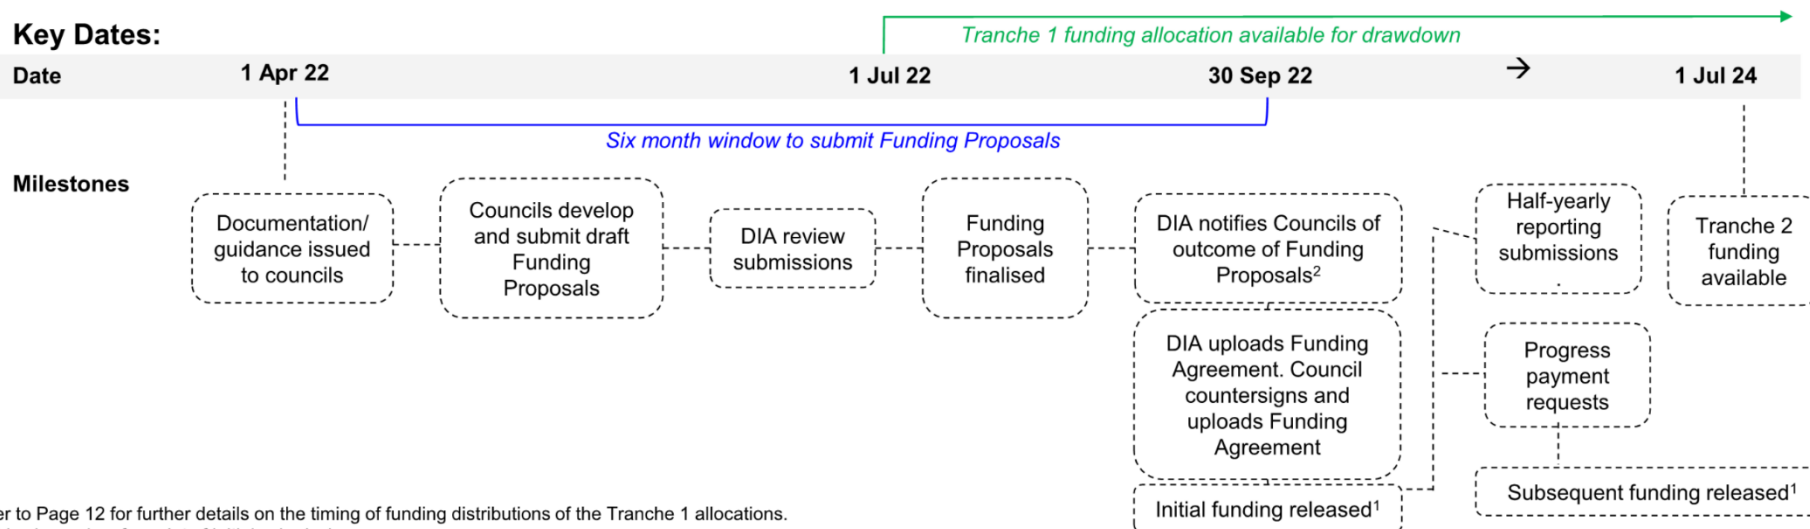 Tranche 1 funding allocation available for drawdown
Key Dates:
Date
1 Apr 22
1 Jul 22
30 Sep 22
→
1 Jul 24
Six month window to submit Funding Proposals
Milestones
Documentation/
guidance issued
to councils
Councils develop
and submit draft
Funding
Proposals
DIA review
submissions
Funding
Proposals
finalised
DIA notifies Councils of
outcome of Funding
Proposals²
DIA uploads Funding
Agreement. Council
countersigns and
uploads Funding
Agreement
Initial funding released¹
Half-yearly
reporting
submissions
.
Progress
payment
requests
Subsequent funding released¹
Tranche 2
funding
available
er to Page 12 for further details on the timing of funding distributions of the Tranche 1 allocations.